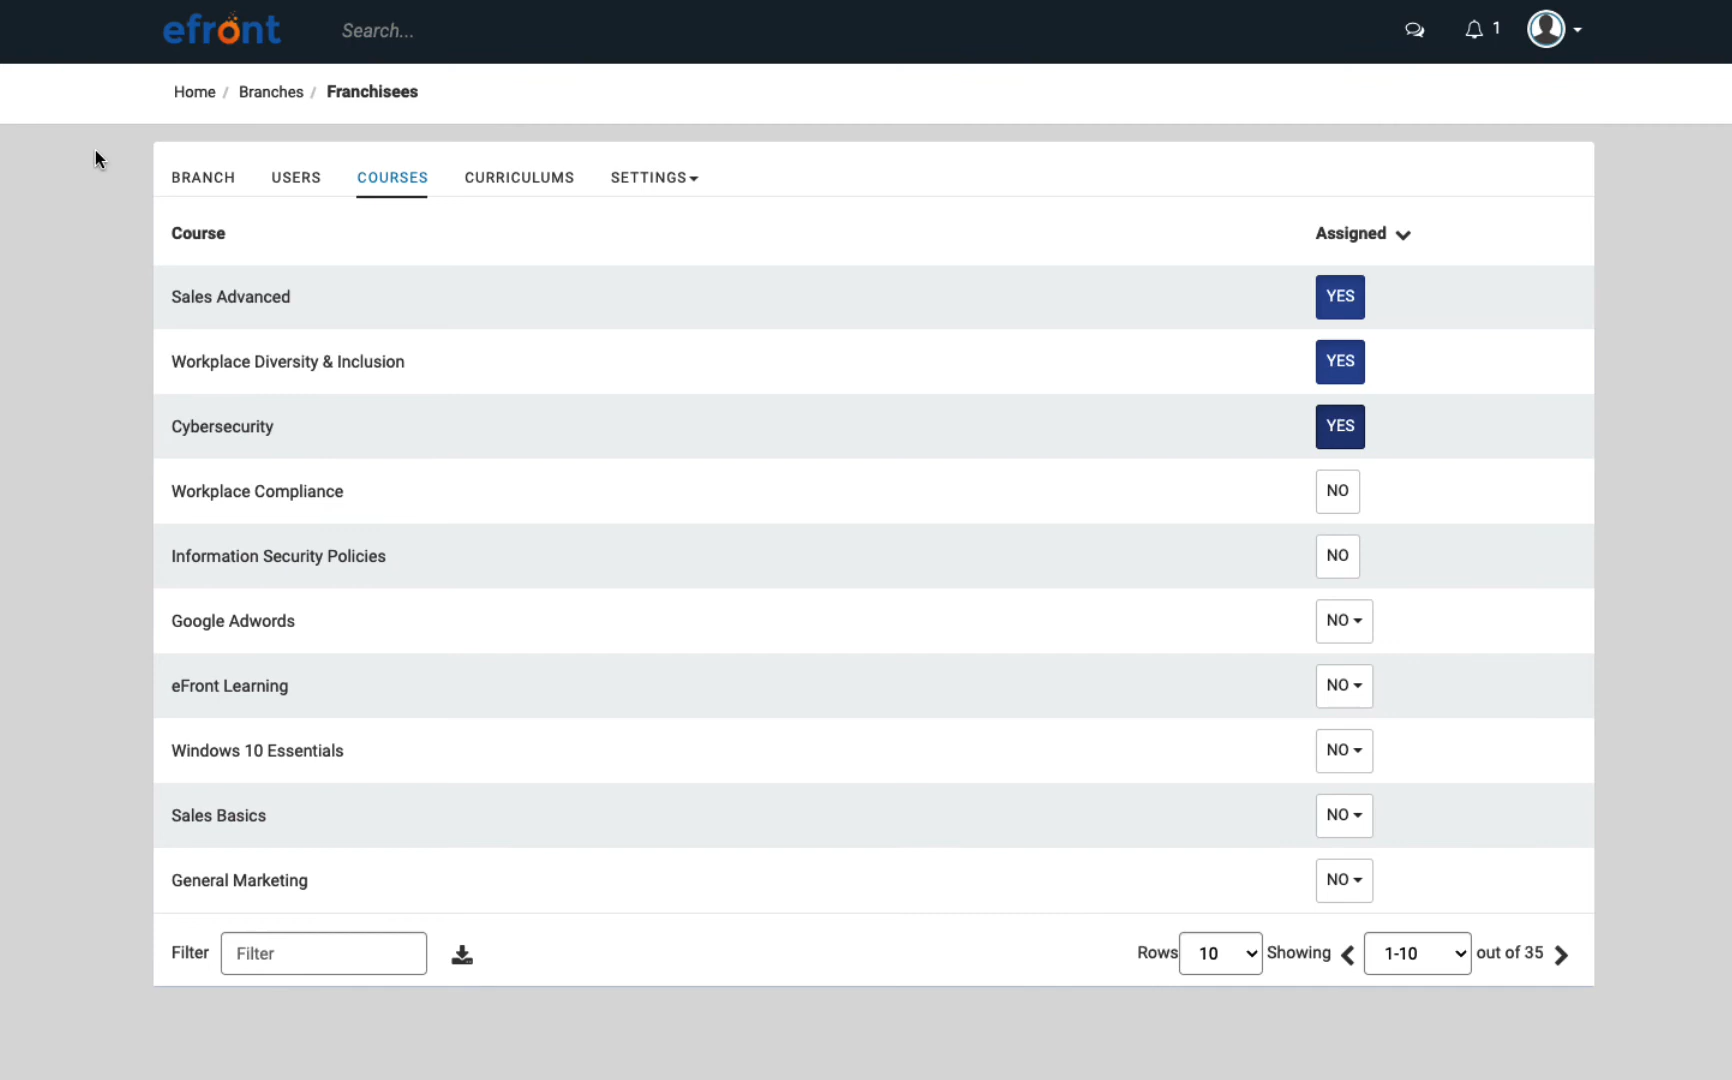 efront Search... 1
Home / Branches / Franchisees
BRANCH USERS COURSES CURRICULUMS SETTINGS
Course Assigned
Sales Advanced YES
Workplace Diversity & Inclusion YES
Cybersecurity YES
Workplace Compliance NO
Information Security Policies NO
Google Adwords NO
eFront Learning NO
Windows 10 Essentials NO
Sales Basics NO
General Marketing NO
Filter Filter Rows 10 Showing 1-10 out of 35